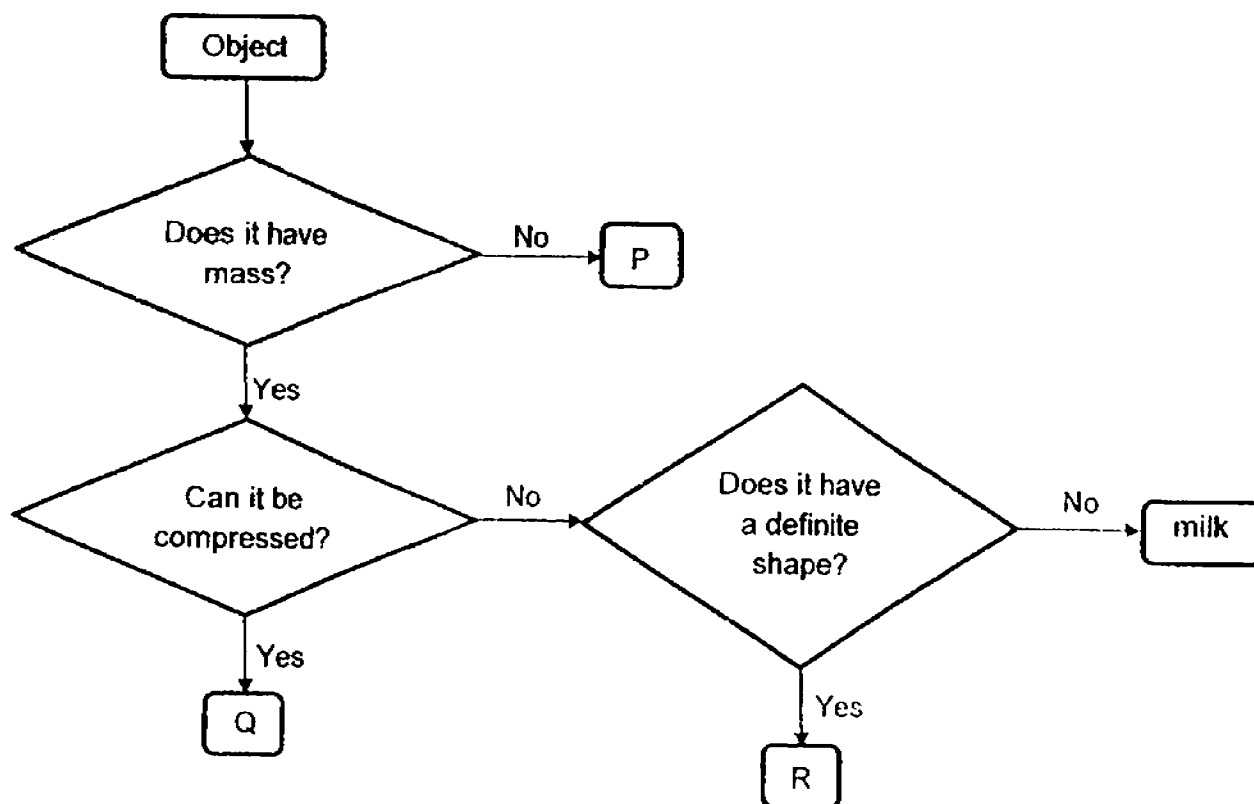 Object
Does it have
mass?
No
P
Yes
Can it be
compressed?
No
Does it have
a definite
shape?
No
milk
Yes
Q
Yes
R